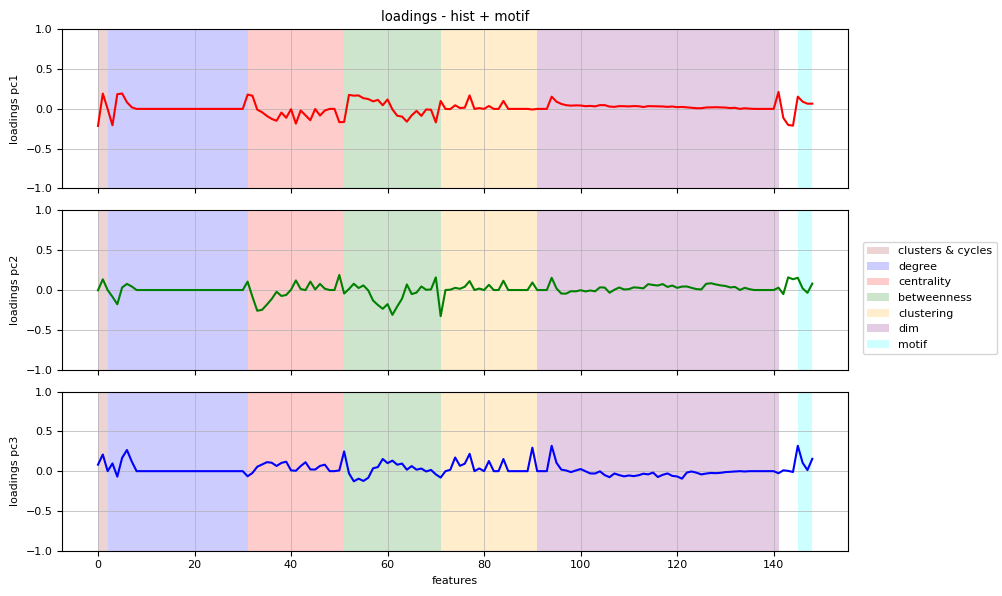 loadings - hist + motif
loadings pc1
1.0
0.5
0.0
−0.5
−1.0
loadings pc2
1.0
0.5
0.0
−0.5
−1.0
clusters & cycles
degree
centrality
betweenness
clustering
dim
motif
loadings pc3
1.0
0.5
0.0
−0.5
−1.0
0 20 40 60 80 100 120 140
features